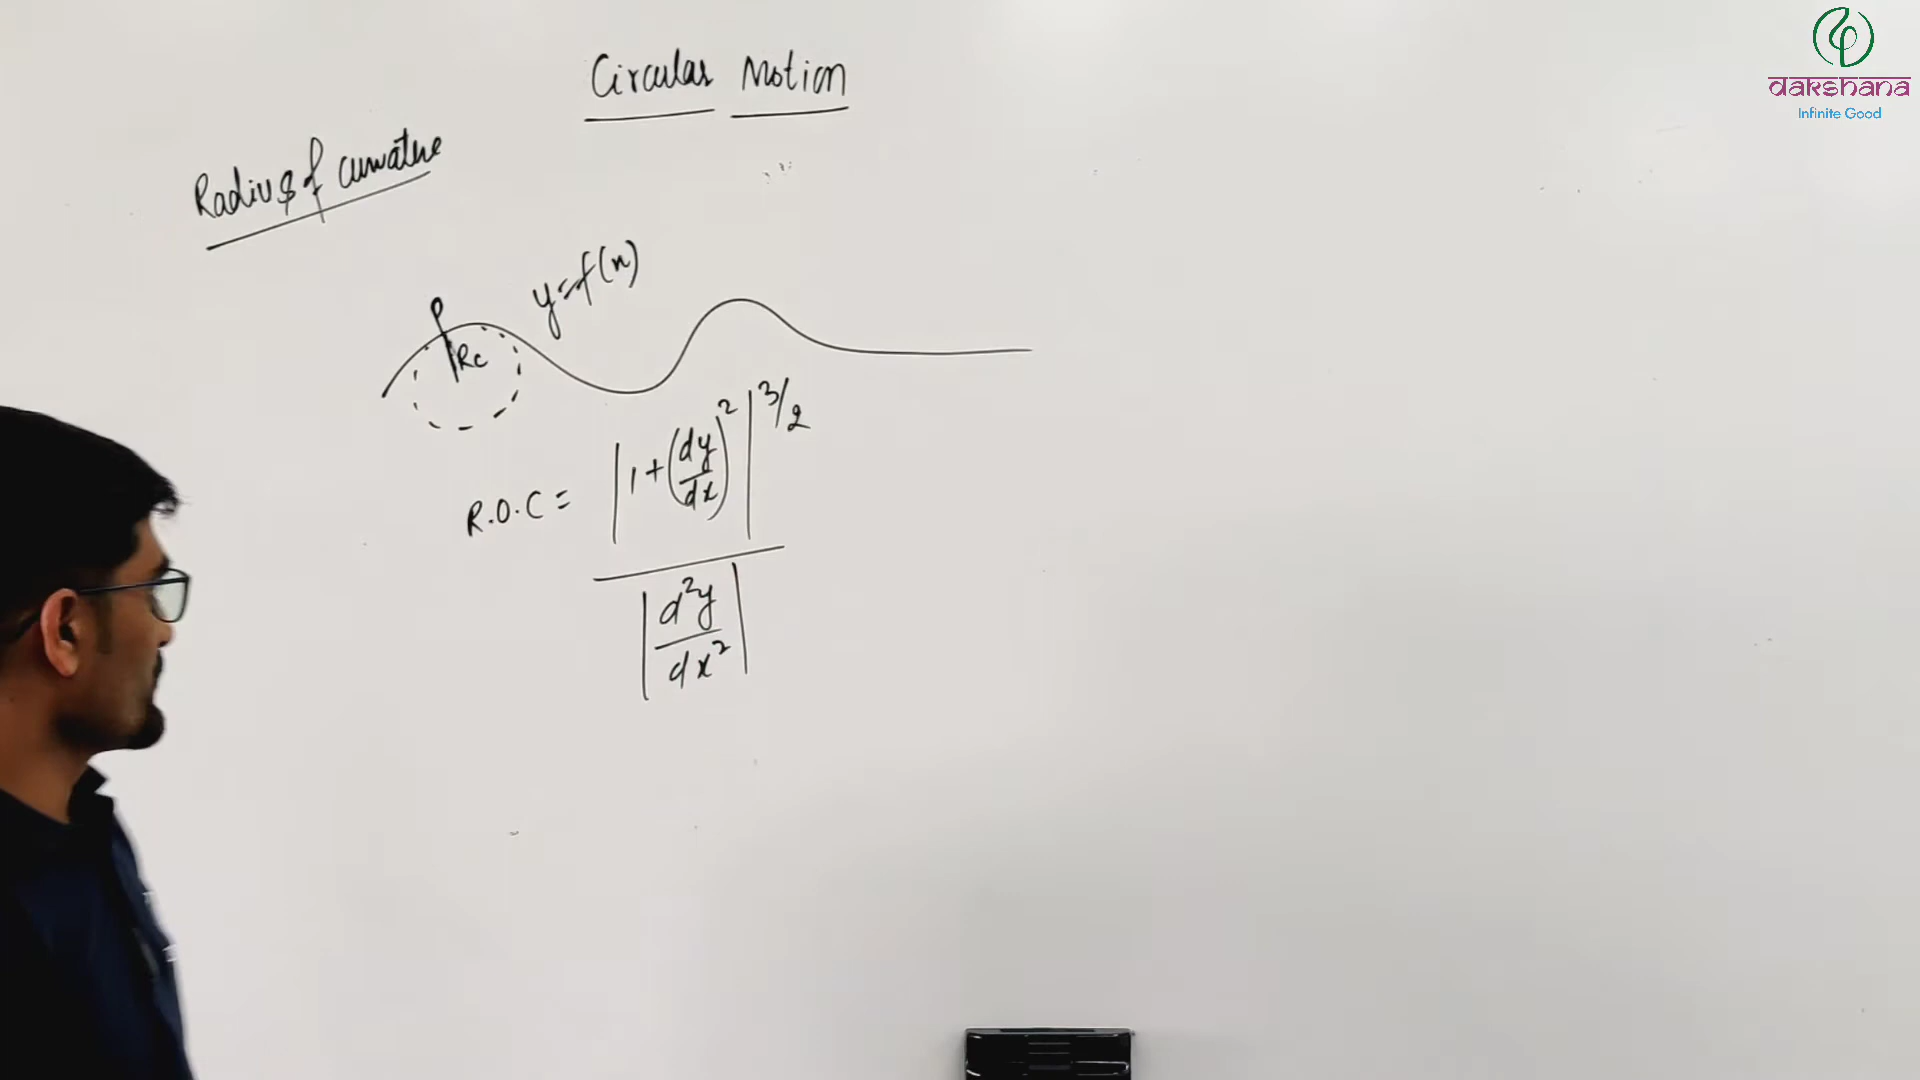 Circular Motion
dakshana
Infinite Good
Radius of curvature
y=f(x)
P
Rc
R.O.C = |1+(dy/dx)²|^3/2
|d²y/dx²|